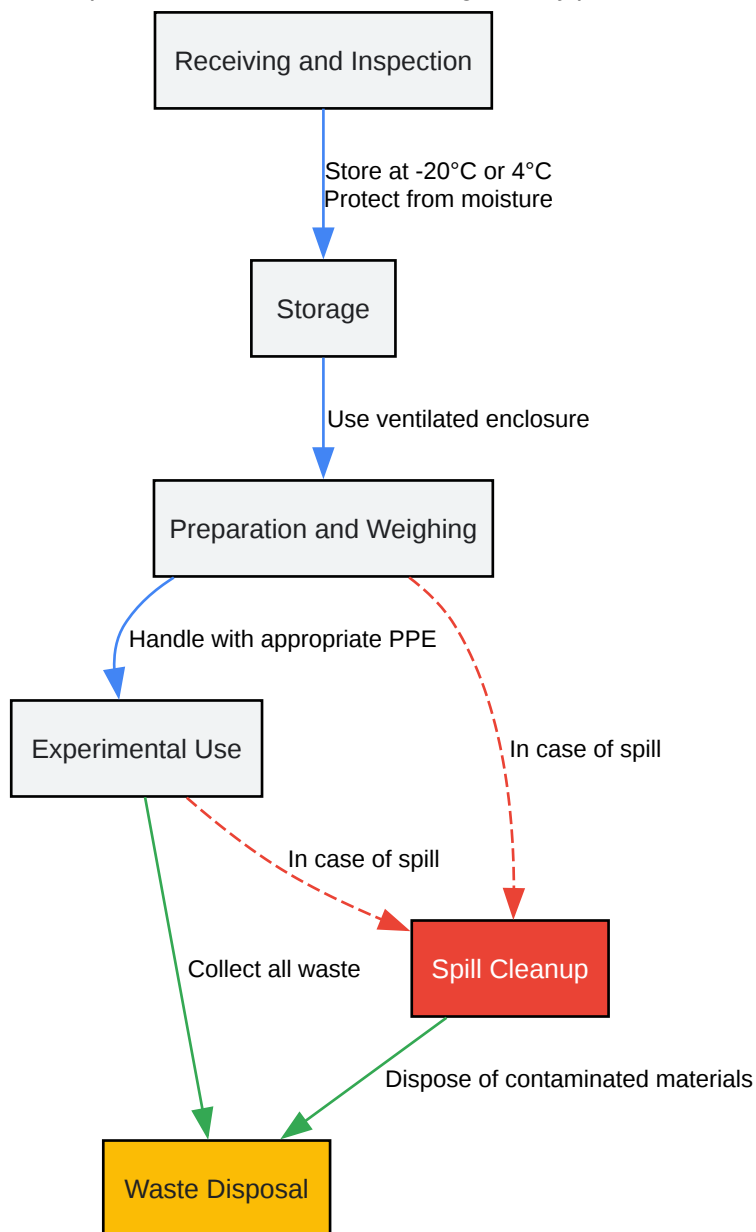 Receiving and Inspection
Store at -20°C or 4°C
Protect from moisture
Storage
Use ventilated enclosure
Preparation and Weighing
Handle with appropriate PPE
Experimental Use
In case of spill
In case of spill
Collect all waste
Spill Cleanup
Dispose of contaminated materials
Waste Disposal